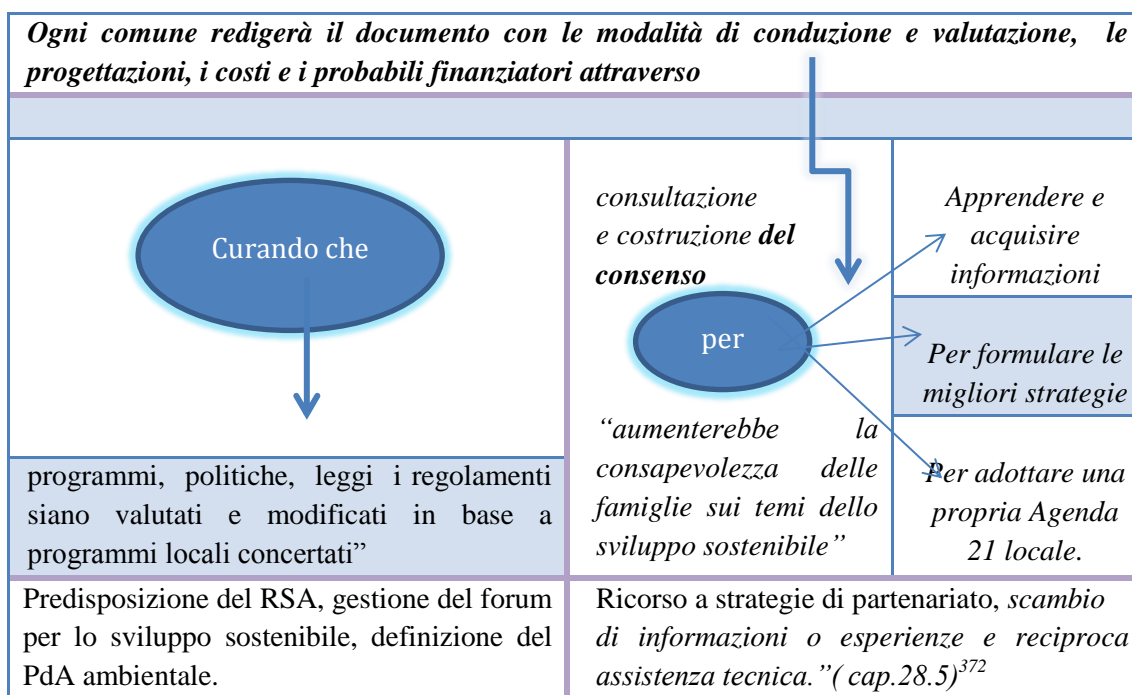 Ogni comune redigerà il documento con le modalità di conduzione e valutazione, le
progettazioni, i costi e i probabili finanziatori attraverso
Curando che
programmi, politiche, leggi i regolamenti
siano valutati e modificati in base a
programmi locali concertati”
consultazione
e costruzione del
consenso
per
“aumenterebbe la
consapevolezza delle
famiglie sui temi dello
sviluppo sostenibile”
Apprendere e
acquisire
informazioni
Per formulare le
migliori strategie
Per adottare una
propria Agenda
21 locale.
Predisposizione del RSA, gestione del forum
per lo sviluppo sostenibile, definizione del
PdA ambientale.
Ricorso a strategie di partenariato, scambio
di informazioni o esperienze e reciproca
assistenza tecnica.”( cap.28.5)372